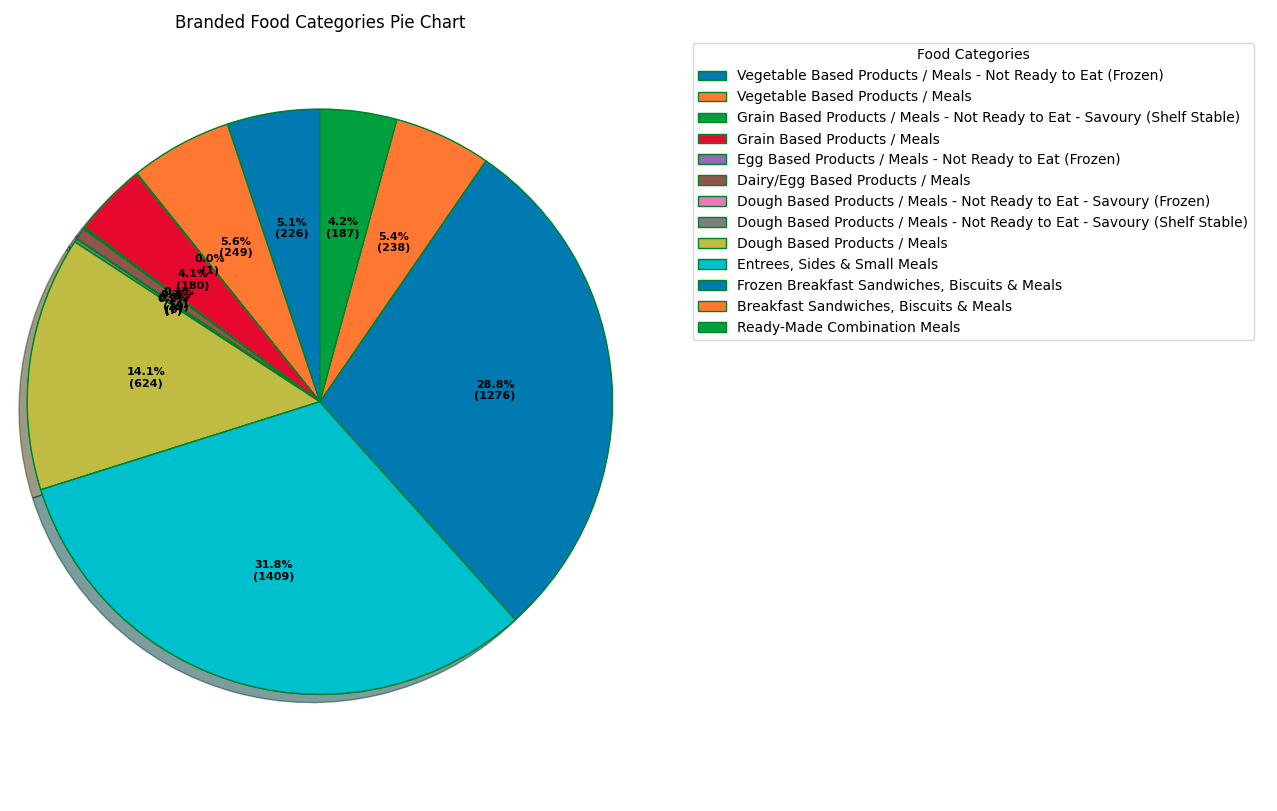 Branded Food Categories Pie Chart
Food Categories
Vegetable Based Products / Meals - Not Ready to Eat (Frozen)
Vegetable Based Products / Meals
Grain Based Products / Meals - Not Ready to Eat - Savoury (Shelf Stable)
Grain Based Products / Meals
Egg Based Products / Meals - Not Ready to Eat (Frozen)
Dairy/Egg Based Products / Meals
Dough Based Products / Meals - Not Ready to Eat - Savoury (Frozen)
Dough Based Products / Meals - Not Ready to Eat - Savoury (Shelf Stable)
Dough Based Products / Meals
Entrees, Sides & Small Meals
Frozen Breakfast Sandwiches, Biscuits & Meals
Breakfast Sandwiches, Biscuits & Meals
Ready-Made Combination Meals
5.1%
(226)
4.2%
(187)
5.6%
(249)
5.4%
(238)
0.0%
(1)
4.1%
(180)
14.1%
(624)
28.8%
(1276)
31.8%
(1409)